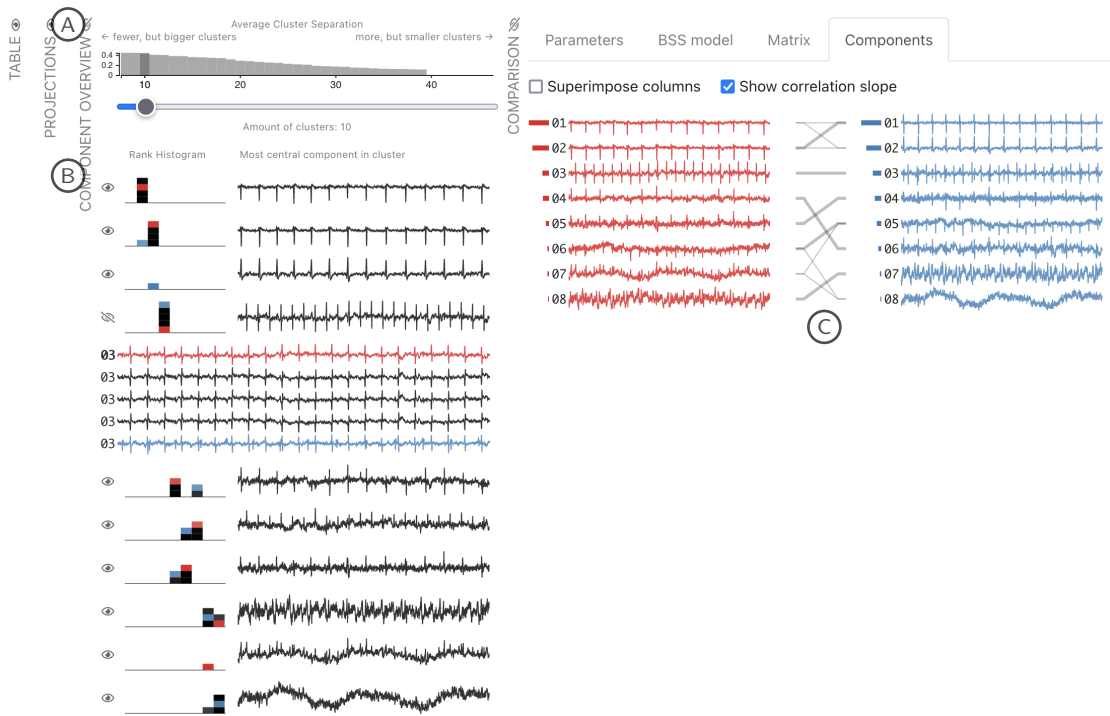 TABLE
PROJECTIONS
COMPONENT OVERVIEW
A
Average Cluster Separation
← fewer, but bigger clusters
more, but smaller clusters →
0.4
0.2
0
10
20
30
40
Amount of clusters: 10
B
Rank Histogram
Most central component in cluster
03
03
03
03
03
COMPARISON
Parameters
BSS model
Matrix
Components
Superimpose columns
Show correlation slope
01
02
03
04
05
06
07
08
01
02
03
04
05
06
07
08
C